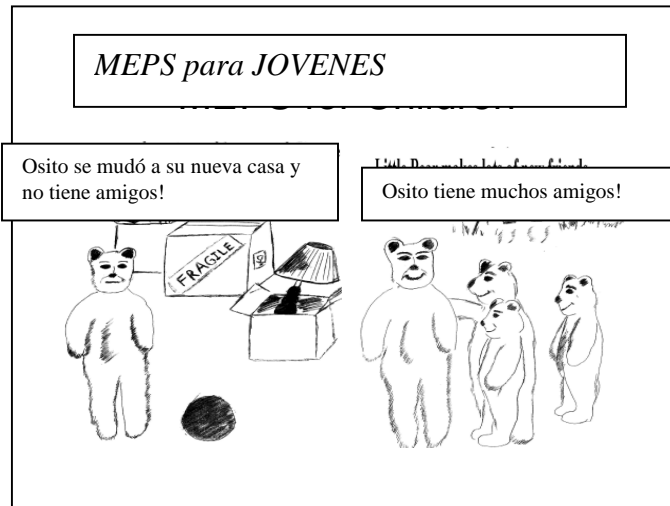 MEPS para JOVENES
Osito se mudó a su nueva casa y
no tiene amigos!
Osito tiene muchos amigos!
FRAGILE